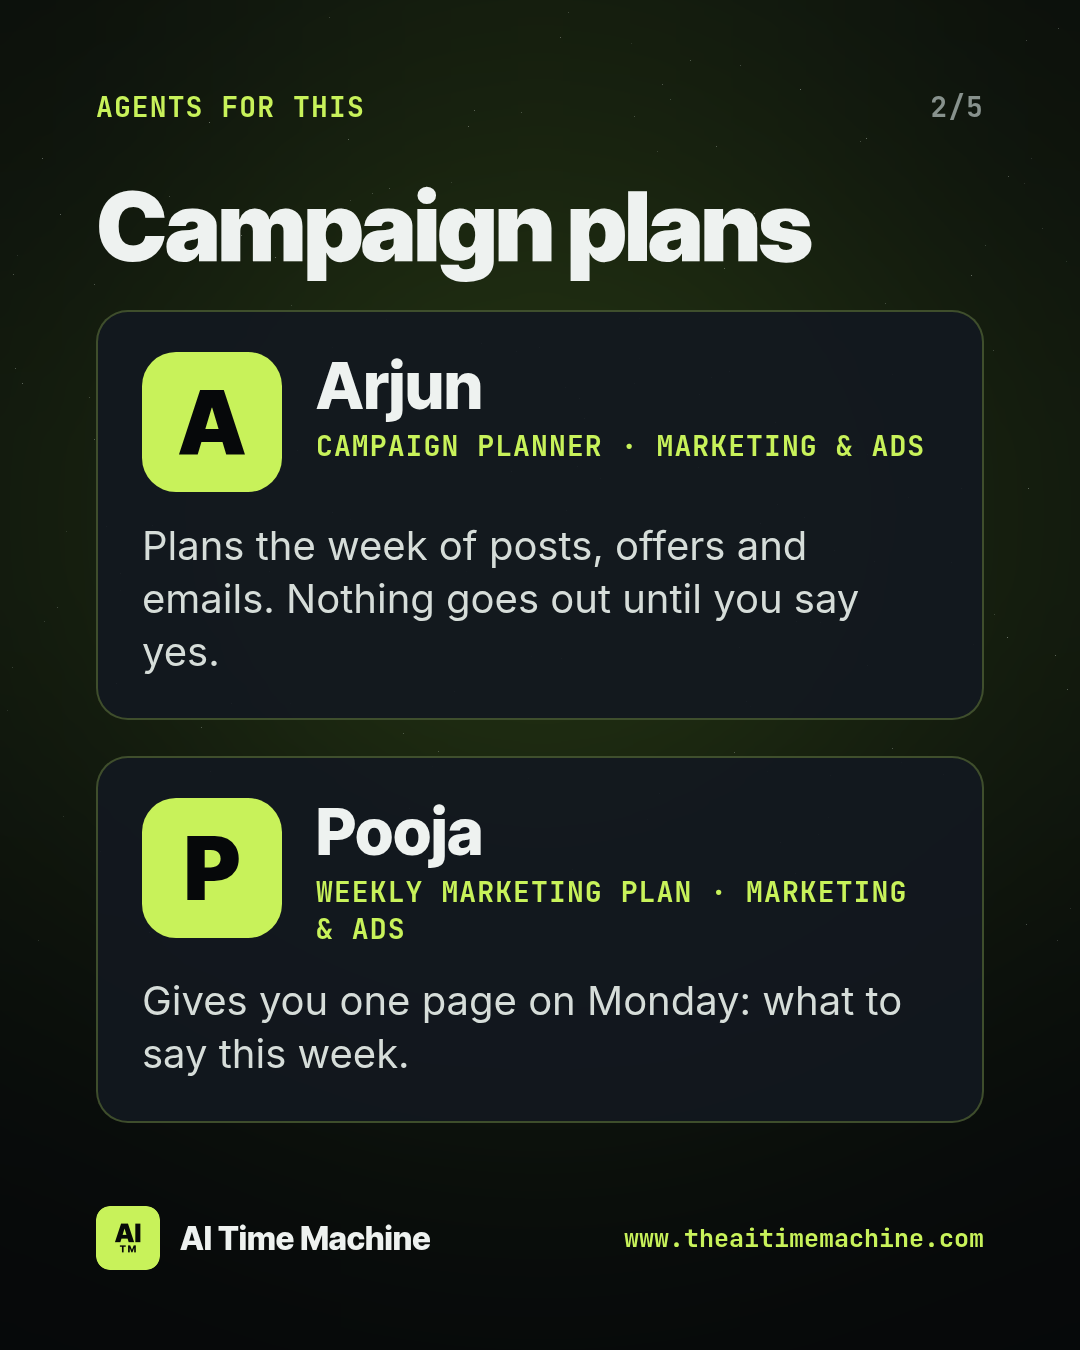 AGENTS FOR THIS
2/5
Campaign plans
A
Arjun
CAMPAIGN PLANNER · MARKETING & ADS
Plans the week of posts, offers and
emails. Nothing goes out until you say
yes.
P
Pooja
WEEKLY MARKETING PLAN · MARKETING
& ADS
Gives you one page on Monday: what to
say this week.
AI
TM
AI Time Machine
www.theaitimemachine.com